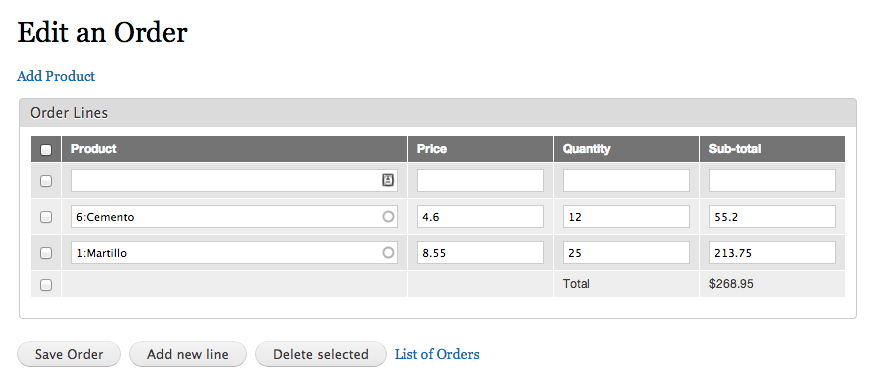 Edit an Order
Add Product
Order Lines
Product Price Quantity Sub-total
6:Cemento 4.6 12 55.2
1:Martillo 8.55 25 213.75
Total $268.95
Save Order Add new line Delete selected List of Orders